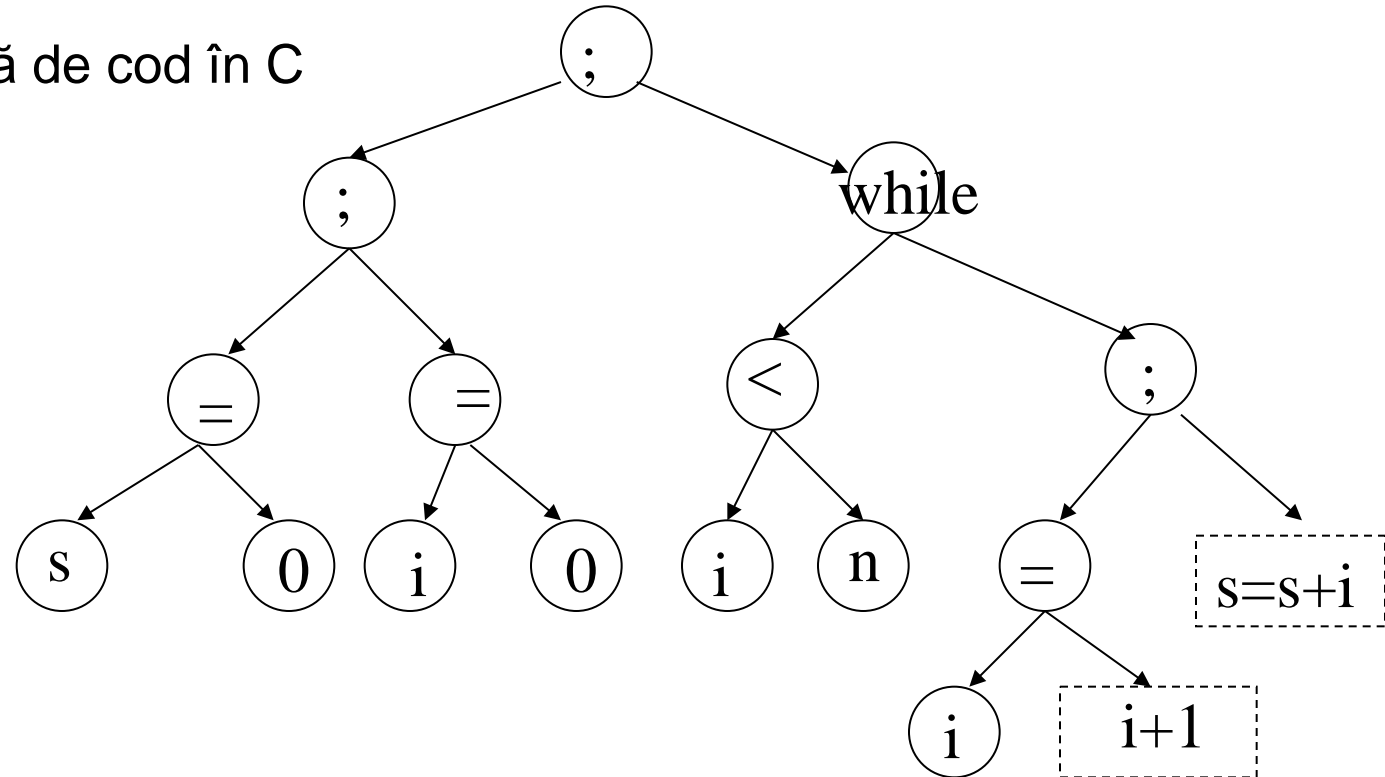 ă de cod în C
;
;
while
=
=
<
;
s
0
i
0
i
n
=
s=s+i
i
i+1